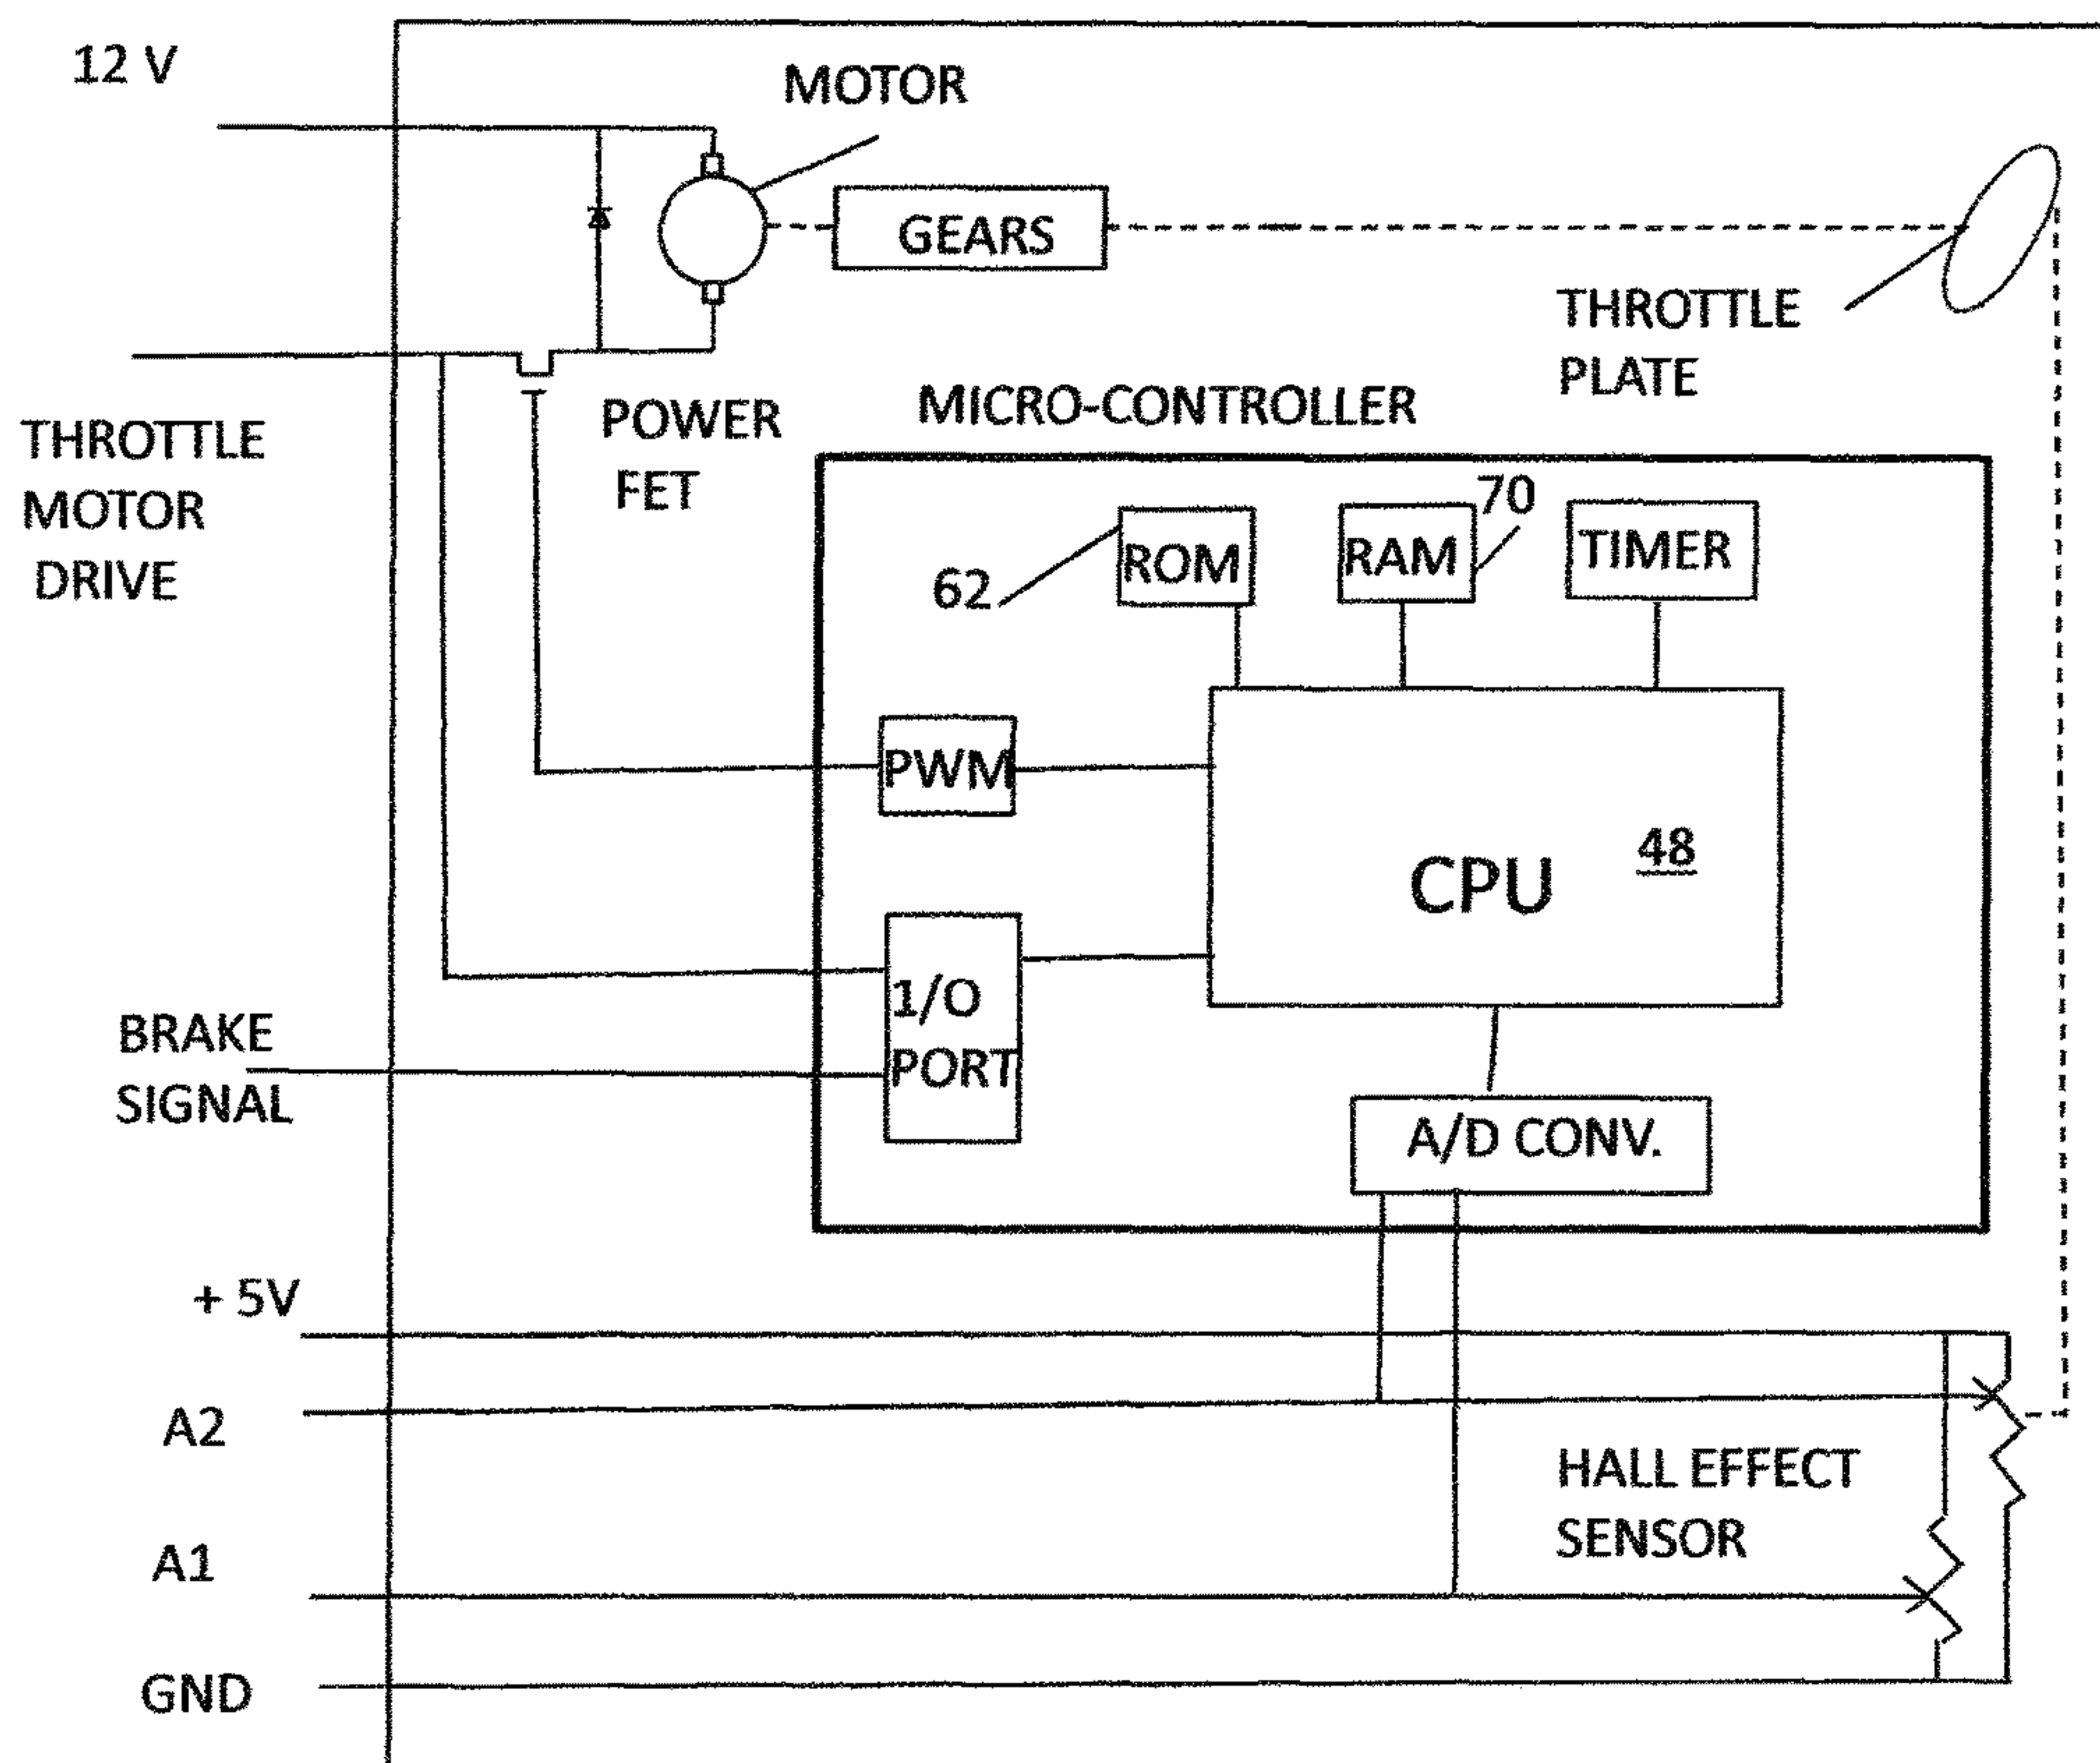 12 V
MOTOR
GEARS
THROTTLE
PLATE
THROTTLE
MOTOR
DRIVE
POWER
FET
MICRO-CONTROLLER
62
ROM
RAM
70
TIMER
PWM
CPU
48
1/O
PORT
BRAKE
SIGNAL
A/D CONV.
+ 5V
A2
HALL EFFECT
SENSOR
A1
GND